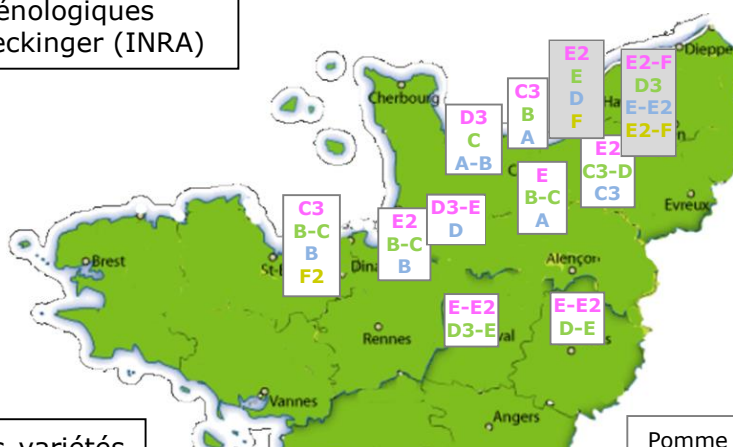 énologiques
eckinger (INRA)
Dieppe
Cherbourg
E2
E
D
F
E2-F
D3
E-E2
E2-F
C3
B
A
D3
C
A-B
E2
C3-D
C3
E
B-C
A
Evreux
C3
B-C
B
F2
E2
B-C
B
D3-E
D
Brest
Alençon
E-E2
D3-E
E-E2
D-E
Rennes
Vannes
Angers
s variétés
Pomme